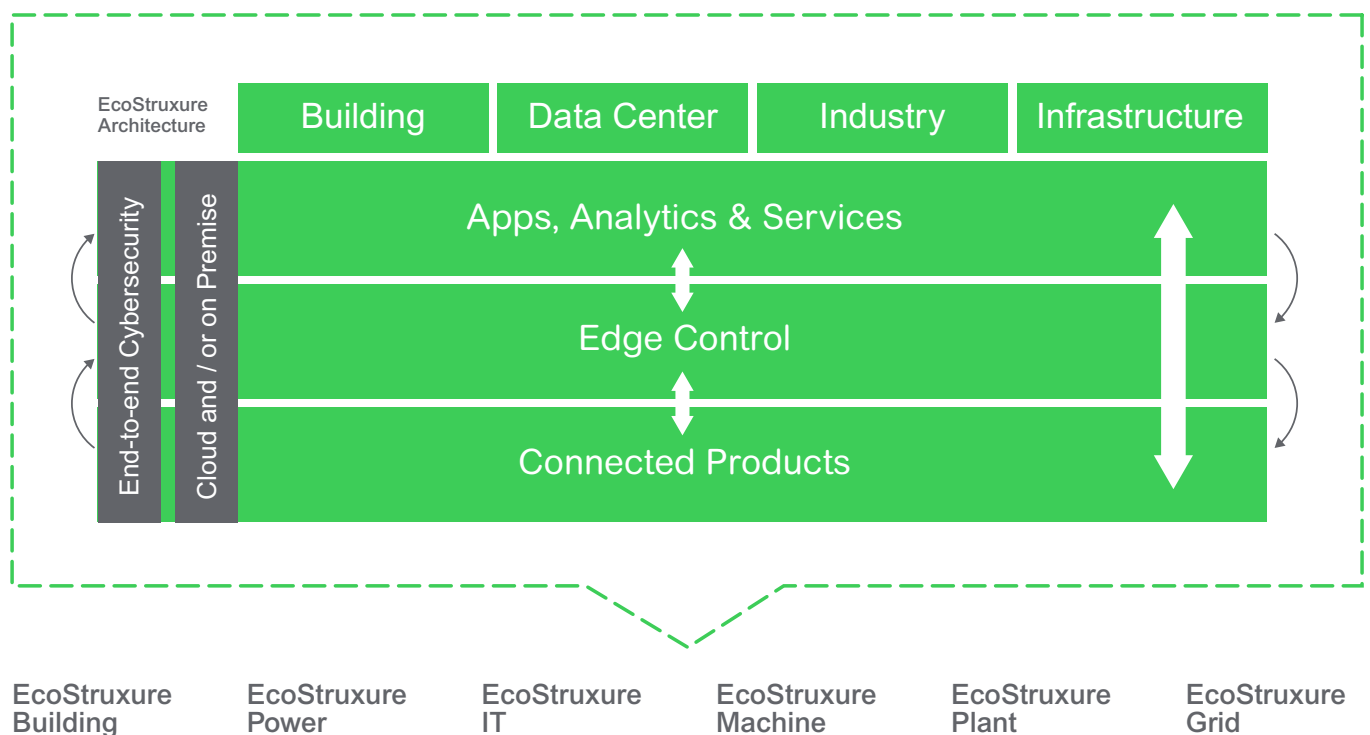 EcoStruxure
Architecture
Building
Data Center
Industry
Infrastructure
End-to-end Cybersecurity
Cloud and / or on Premise
Apps, Analytics & Services
Edge Control
Connected Products
EcoStruxure
Building
EcoStruxure
Power
EcoStruxure
IT
EcoStruxure
Machine
EcoStruxure
Plant
EcoStruxure
Grid